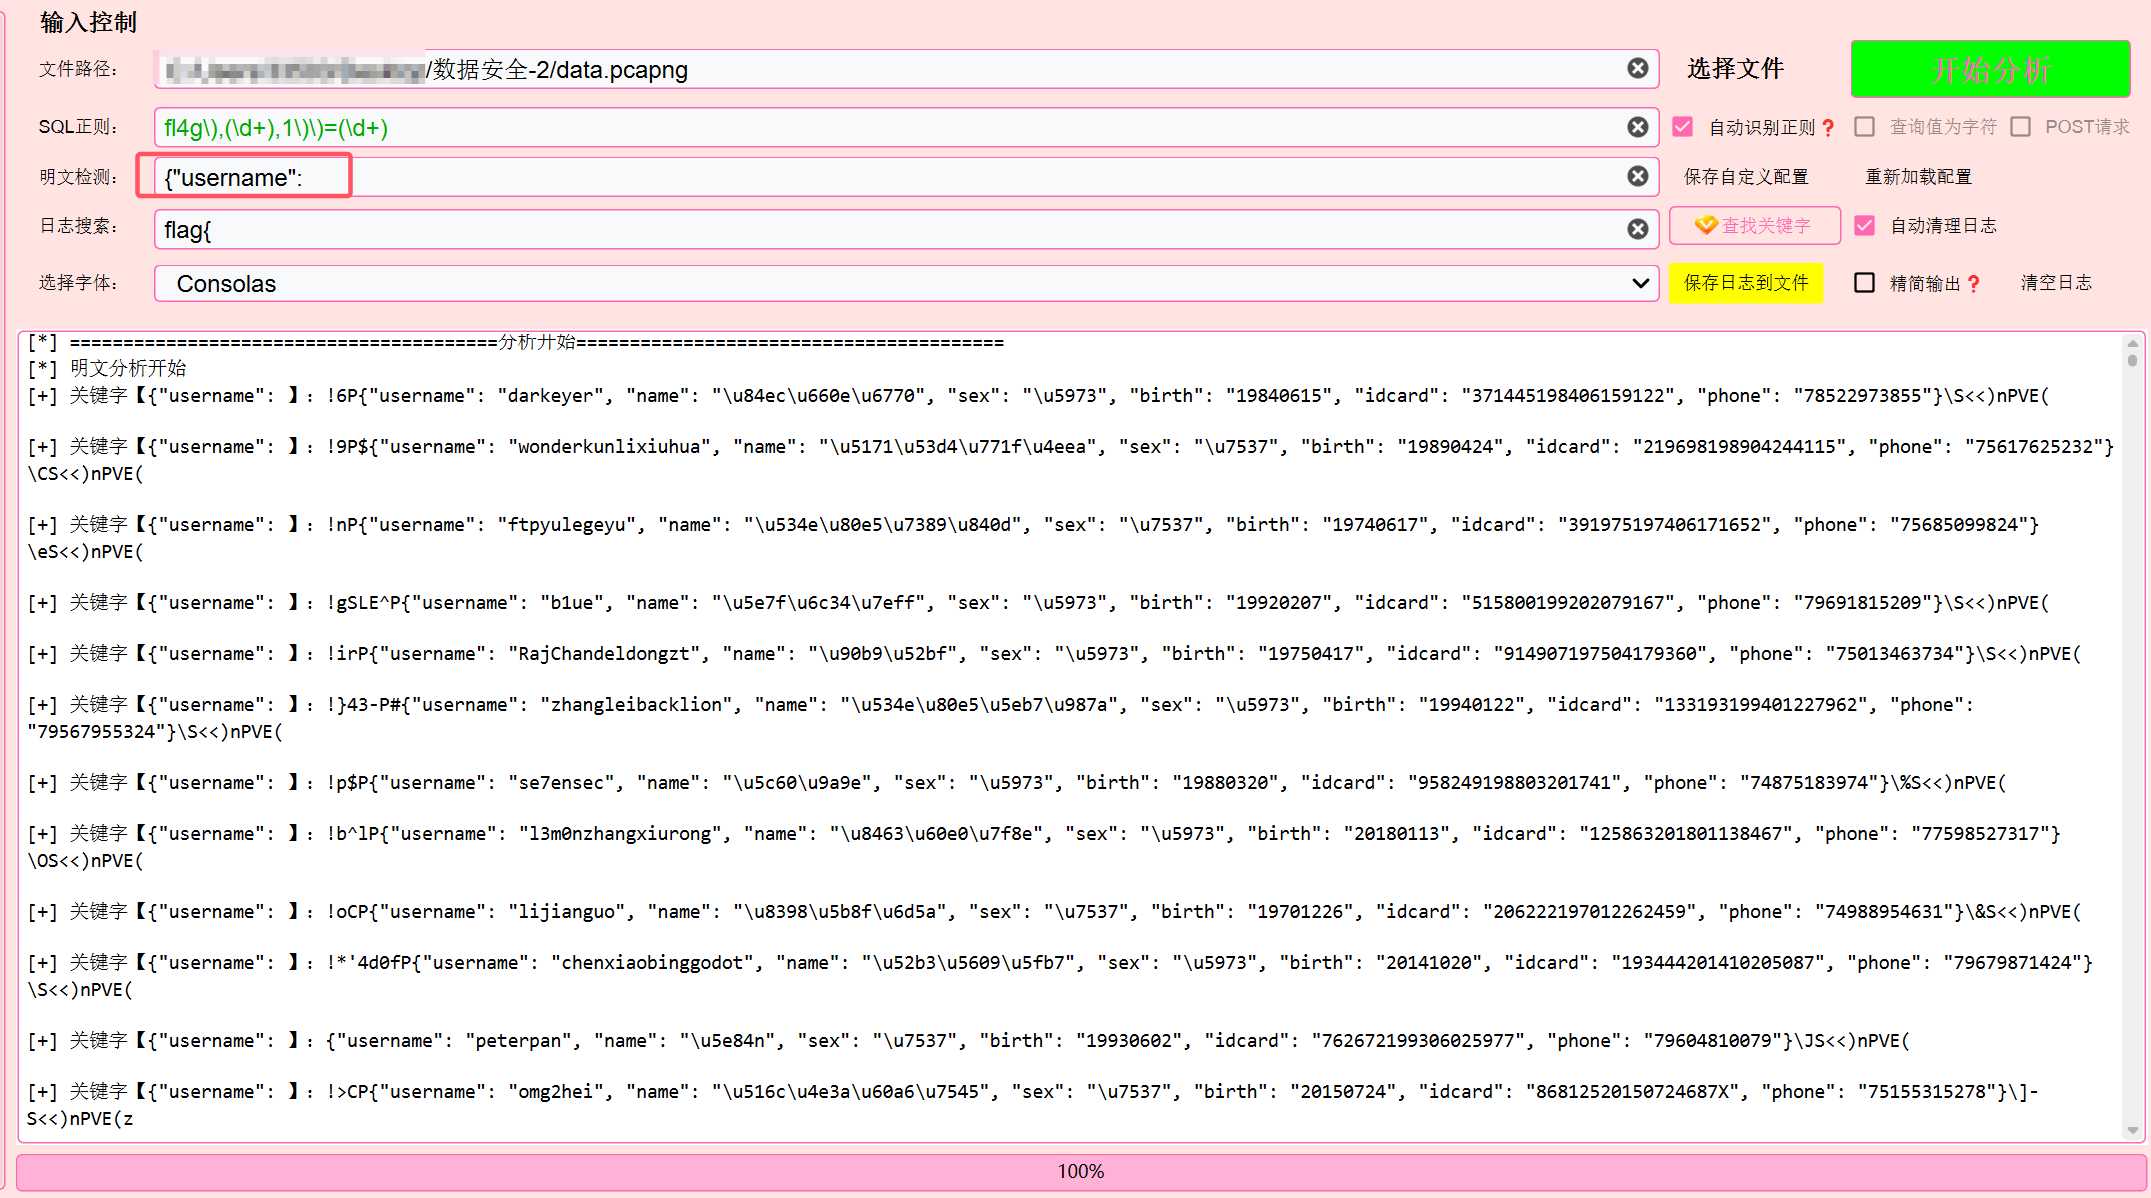 输入控制
文件路径： /数据安全-2/data.pcapng 选择文件 开始分析
SQL正则： fl4g\),(\d+),1\)\)=(\d+) 自动识别正则❓ 查询值为字符 POST请求
明文检测： {"username": 保存自定义配置 重新加载配置
日志搜索： flag{ 查找关键字 自动清理日志
选择字体： Consolas 保存日志到文件 精简输出❓ 清空日志
[*] ========================================分析开始========================================
[*] 明文分析开始
[+] 关键字【{"username": 】：!6P{"username": "darkeyer", "name": "\u84ec\u660e\u6770", "sex": "\u5973", "birth": "19840615", "idcard": "371445198406159122", "phone": "78522973855"}\S<<)nPVE(
[+] 关键字【{"username": 】：!9P${"username": "wonderkunlixiuhua", "name": "\u5171\u53d4\u771f\u4eea", "sex": "\u7537", "birth": "19890424", "idcard": "219698198904244115", "phone": "75617625232"}
\CS<<)nPVE(
[+] 关键字【{"username": 】：!nP{"username": "ftpyulegeyu", "name": "\u534e\u80e5\u7389\u840d", "sex": "\u7537", "birth": "19740617", "idcard": "391975197406171652", "phone": "75685099824"}
\eS<<)nPVE(
[+] 关键字【{"username": 】：!gSLE^P{"username": "b1ue", "name": "\u5e7f\u6c34\u7eff", "sex": "\u5973", "birth": "19920207", "idcard": "515800199202079167", "phone": "79691815209"}\S<<)nPVE(
[+] 关键字【{"username": 】：!irP{"username": "RajChandeldongzt", "name": "\u90b9\u52bf", "sex": "\u5973", "birth": "19750417", "idcard": "914907197504179360", "phone": "75013463734"}\S<<)nPVE(
[+] 关键字【{"username": 】：!}43-P#{"username": "zhangleibacklion", "name": "\u534e\u80e5\u5eb7\u987a", "sex": "\u5973", "birth": "19940122", "idcard": "133193199401227962", "phone":
"79567955324"}\S<<)nPVE(
[+] 关键字【{"username": 】：!p$P{"username": "se7ensec", "name": "\u5c60\u9a9e", "sex": "\u5973", "birth": "19880320", "idcard": "958249198803201741", "phone": "74875183974"}\%S<<)nPVE(
[+] 关键字【{"username": 】：!b^lP{"username": "l3m0nzhangxiurong", "name": "\u8463\u60e0\u7f8e", "sex": "\u5973", "birth": "20180113", "idcard": "125863201801138467", "phone": "77598527317"}
\OS<<)nPVE(
[+] 关键字【{"username": 】：!oCP{"username": "lijianguo", "name": "\u8398\u5b8f\u6d5a", "sex": "\u7537", "birth": "19701226", "idcard": "206222197012262459", "phone": "74988954631"}\&S<<)nPVE(
[+] 关键字【{"username": 】：!*'4d0fP{"username": "chenxiaobinggodot", "name": "\u52b3\u5609\u5fb7", "sex": "\u5973", "birth": "20141020", "idcard": "193444201410205087", "phone": "79679871424"}
\S<<)nPVE(
[+] 关键字【{"username": 】：{"username": "peterpan", "name": "\u5e84n", "sex": "\u7537", "birth": "19930602", "idcard": "762672199306025977", "phone": "79604810079"}\JS<<)nPVE(
[+] 关键字【{"username": 】：!>CP{"username": "omg2hei", "name": "\u516c\u4e3a\u60a6\u7545", "sex": "\u7537", "birth": "20150724", "idcard": "86812520150724687X", "phone": "75155315278"}\]-
S<<)nPVE(z
100%